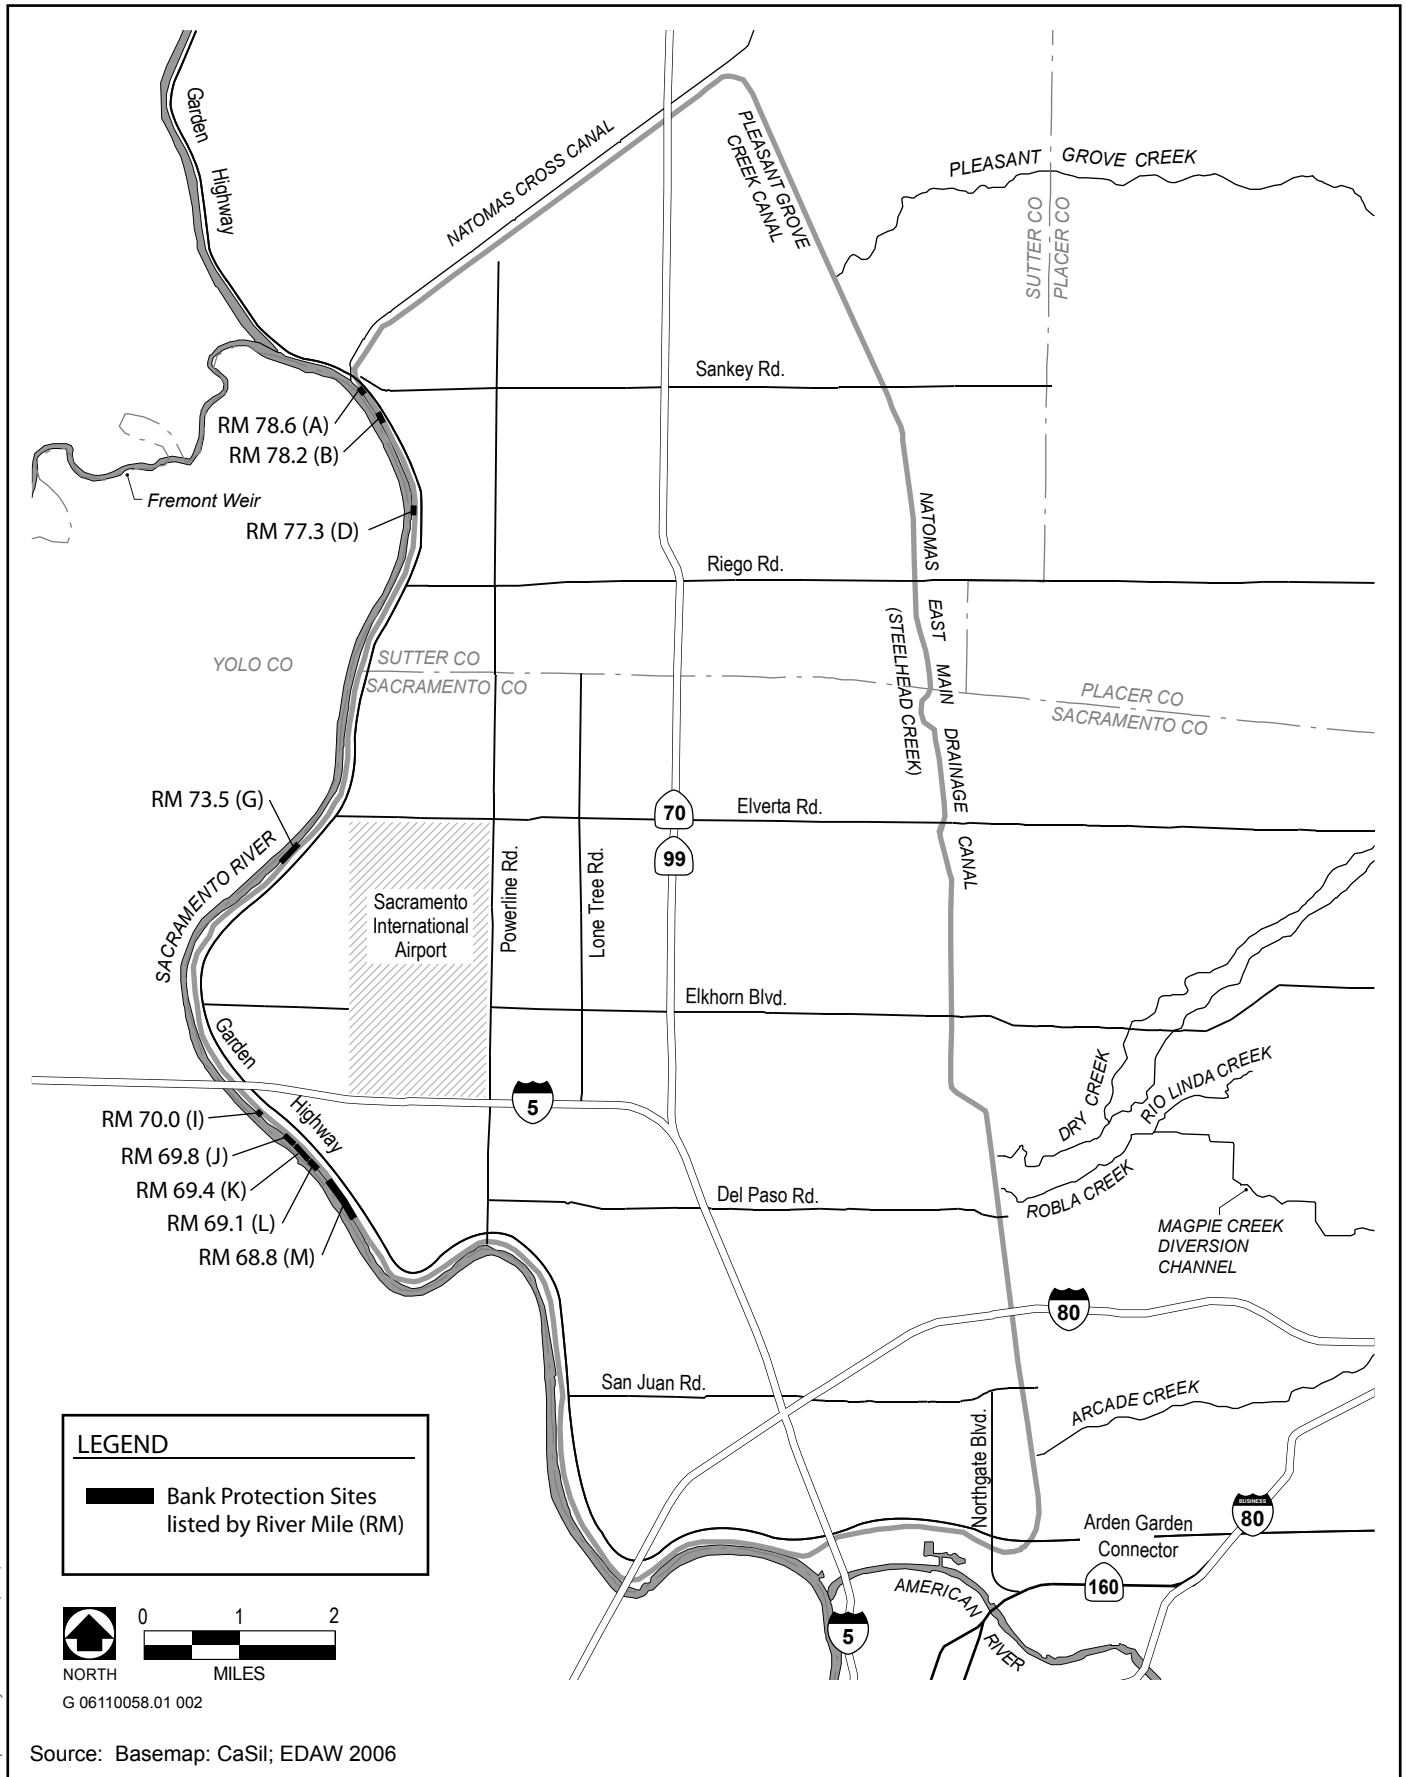 Garden
Highway
NATOMAS CROSS CANAL
PLEASANT GROVE
CREEK CANAL
PLEASANT GROVE CREEK
SUTTER CO
PLACER CO
Sankey Rd.
RM 78.6 (A)
RM 78.2 (B)
Fremont Weir
RM 77.3 (D)
NATOMAS EAST MAIN DRAINAGE CANAL
(STEELHEAD CREEK)
Riego Rd.
YOLO CO
SUTTER CO
SACRAMENTO CO
PLACER CO
SACRAMENTO CO
RM 73.5 (G)
70
Elverta Rd.
99
SACRAMENTO RIVER
Sacramento
International
Airport
Powerline Rd.
Lone Tree Rd.
Elkhorn Blvd.
Garden
Highway
5
DRY CREEK
RIO LINDA CREEK
RM 70.0 (I)
RM 69.8 (J)
RM 69.4 (K)
RM 69.1 (L)
RM 68.8 (M)
Del Paso Rd.
ROBLA CREEK
MAGPIE CREEK
DIVERSION
CHANNEL
80
San Juan Rd.
ARCADE CREEK
Northgate Blvd.
LEGEND
Bank Protection Sites
listed by River Mile (RM)
BUSINESS
80
Arden Garden
Connector
160
AMERICAN RIVER
5
0 1 2
NORTH
MILES
G 06110058.01 002
Source: Basemap: CaSil; EDAW 2006